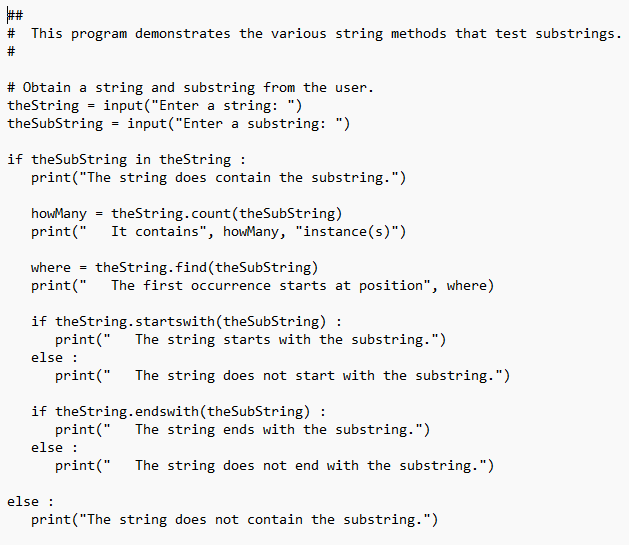 ##
#  This program demonstrates the various string methods that test substrings.
#
# Obtain a string and substring from the user.
theString = input("Enter a string: ")
theSubString = input("Enter a substring: ")
if theSubString in theString :
   print("The string does contain the substring.")
   howMany = theString.count(theSubString)
   print("   It contains", howMany, "instance(s)")
   where = theString.find(theSubString)
   print("   The first occurrence starts at position", where)
   if theString.startswith(theSubString) :
      print("   The string starts with the substring.")
   else :
      print("   The string does not start with the substring.")
   if theString.endswith(theSubString) :
      print("   The string ends with the substring.")
   else :
      print("   The string does not end with the substring.")
else :
   print("The string does not contain the substring.")